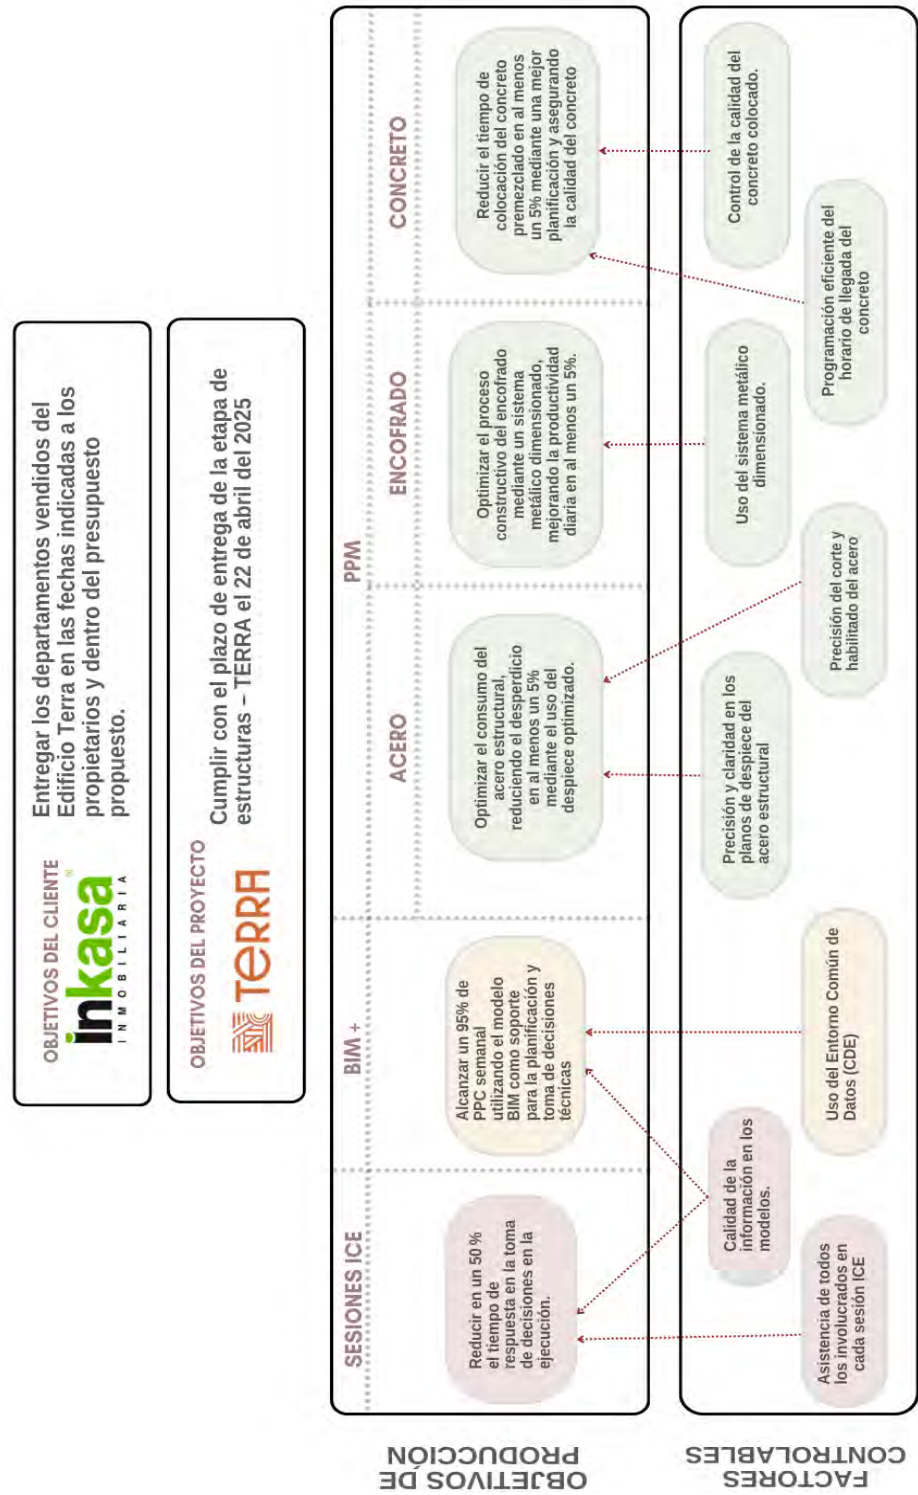 OBJETIVOS DEL CLIENTE
inkasa®
INMOBILIARIA
Entregar los departamentos vendidos del
Edificio Terra en las fechas indicadas a los
propietarios y dentro del presupuesto
propuesto.
OBJETIVOS DEL PROYECTO
TERRA
Cumplir con el plazo de entrega de la etapa de
estructuras – TERRA el 22 de abril del 2025
OBJETIVOS DE
PRODUCCIÓN
SESIONES ICE
BIM +
PPM
ACERO
ENCOFRADO
CONCRETO
Reducir en un 50 %
el tiempo de
respuesta en la toma
de decisiones en la
ejecución.
Alcanzar un 95% de
PPC semanal
utilizando el modelo
BIM como soporte
para la planificación y
toma de decisiones
técnicas
Optimizar el consumo del
acero estructural,
reduciendo el desperdicio
en al menos un 5%
mediante el uso del
despiece optimizado.
Optimizar el proceso
constructivo del encofrado
mediante un sistema
metálico dimensionado,
mejorando la productividad
diaria en al menos un 5%.
Reducir el tiempo de
colocación del concreto
premezclado en al menos
un 5% mediante una mejor
planificación y asegurando
la calidad del concreto
FACTORES
CONTROLABLES
Calidad de la
información en los
modelos.
Precisión y claridad en los
planos de despiece del
acero estructural
Uso del sistema metálico
dimensionado.
Control de la calidad del
concreto colocado.
Asistencia de todos
los involucrados en
cada sesión ICE
Uso del Entorno Común de
Datos (CDE)
Precisión del corte y
habilitado del acero
Programación eficiente del
horario de llegada del
concreto